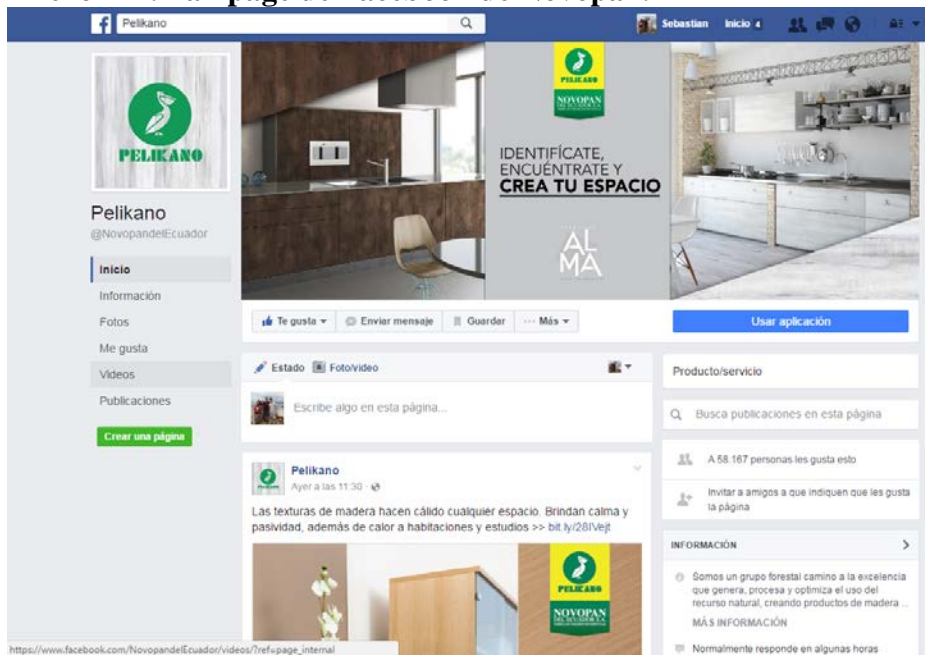 Pelikano
Sebastian Inicio 4
PELIKANO
PELIKANO
NOVOPAN
DEL ECUADOR S.A.
IDENTIFÍCATE,
ENCUÉNTRATE Y
CREA TU ESPACIO
AL
MA
Pelikano
@NovopandelEcuador
Inicio
Información
Fotos
Me gusta
Videos
Publicaciones
Crear una página
Te gusta
Enviar mensaje
Guardar
Más
Usar aplicación
Estado
Foto/video
Escribe algo en esta página...
Pelikano
Ayer a las 11:30
Las texturas de madera hacen cálido cualquier espacio. Brindan calma y
pasividad, además de calor a habitaciones y estudios >> bit.ly/28IVejt
PELIKANO
NOVOPAN
DEL ECUADOR S.A.
Producto/servicio
Busca publicaciones en esta página
A 58.167 personas les gusta esto
Invitar a amigos a que indiquen que les gusta
la página
INFORMACIÓN
Somos un grupo forestal camino a la excelencia
que genera, procesa y optimiza el uso del
recurso natural, creando productos de madera ...
MÁS INFORMACIÓN
Normalmente responde en algunas horas
https://www.facebook.com/NovopandelEcuador/videos/?ref=page_internal